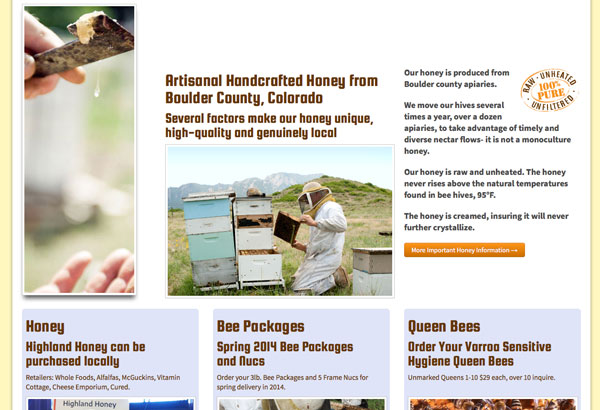 Artisanal Handcrafted Honey from
Boulder County, Colorado
Several factors make our honey unique,
high-quality and genuinely local
Our honey is produced from
Boulder county apiaries.
RAW · UNHEATED
100%
PURE
UNFILTERED
We move our hives several
times a year, over a dozen
apiaries, to take advantage of timely and
diverse nectar flows- it is not a monoculture
honey.
Our honey is raw and unheated. The honey
never rises above the natural temperatures
found in bee hives, 95°F.
The honey is creamed, insuring it will never
further crystallize.
More Important Honey Information →
Honey
Highland Honey can be
purchased locally
Retailers: Whole Foods, Alfalfas, McGuckins, Vitamin
Cottage, Cheese Emporium, Cured.
Highland Honey
Bee Packages
Spring 2014 Bee Packages
and Nucs
Order your 3lb. Bee Packages and 5 Frame Nucs for
spring delivery in 2014.
Queen Bees
Order Your Varroa Sensitive
Hygiene Queen Bees
Unmarked Queens 1-10 $29 each, over 10 inquire.